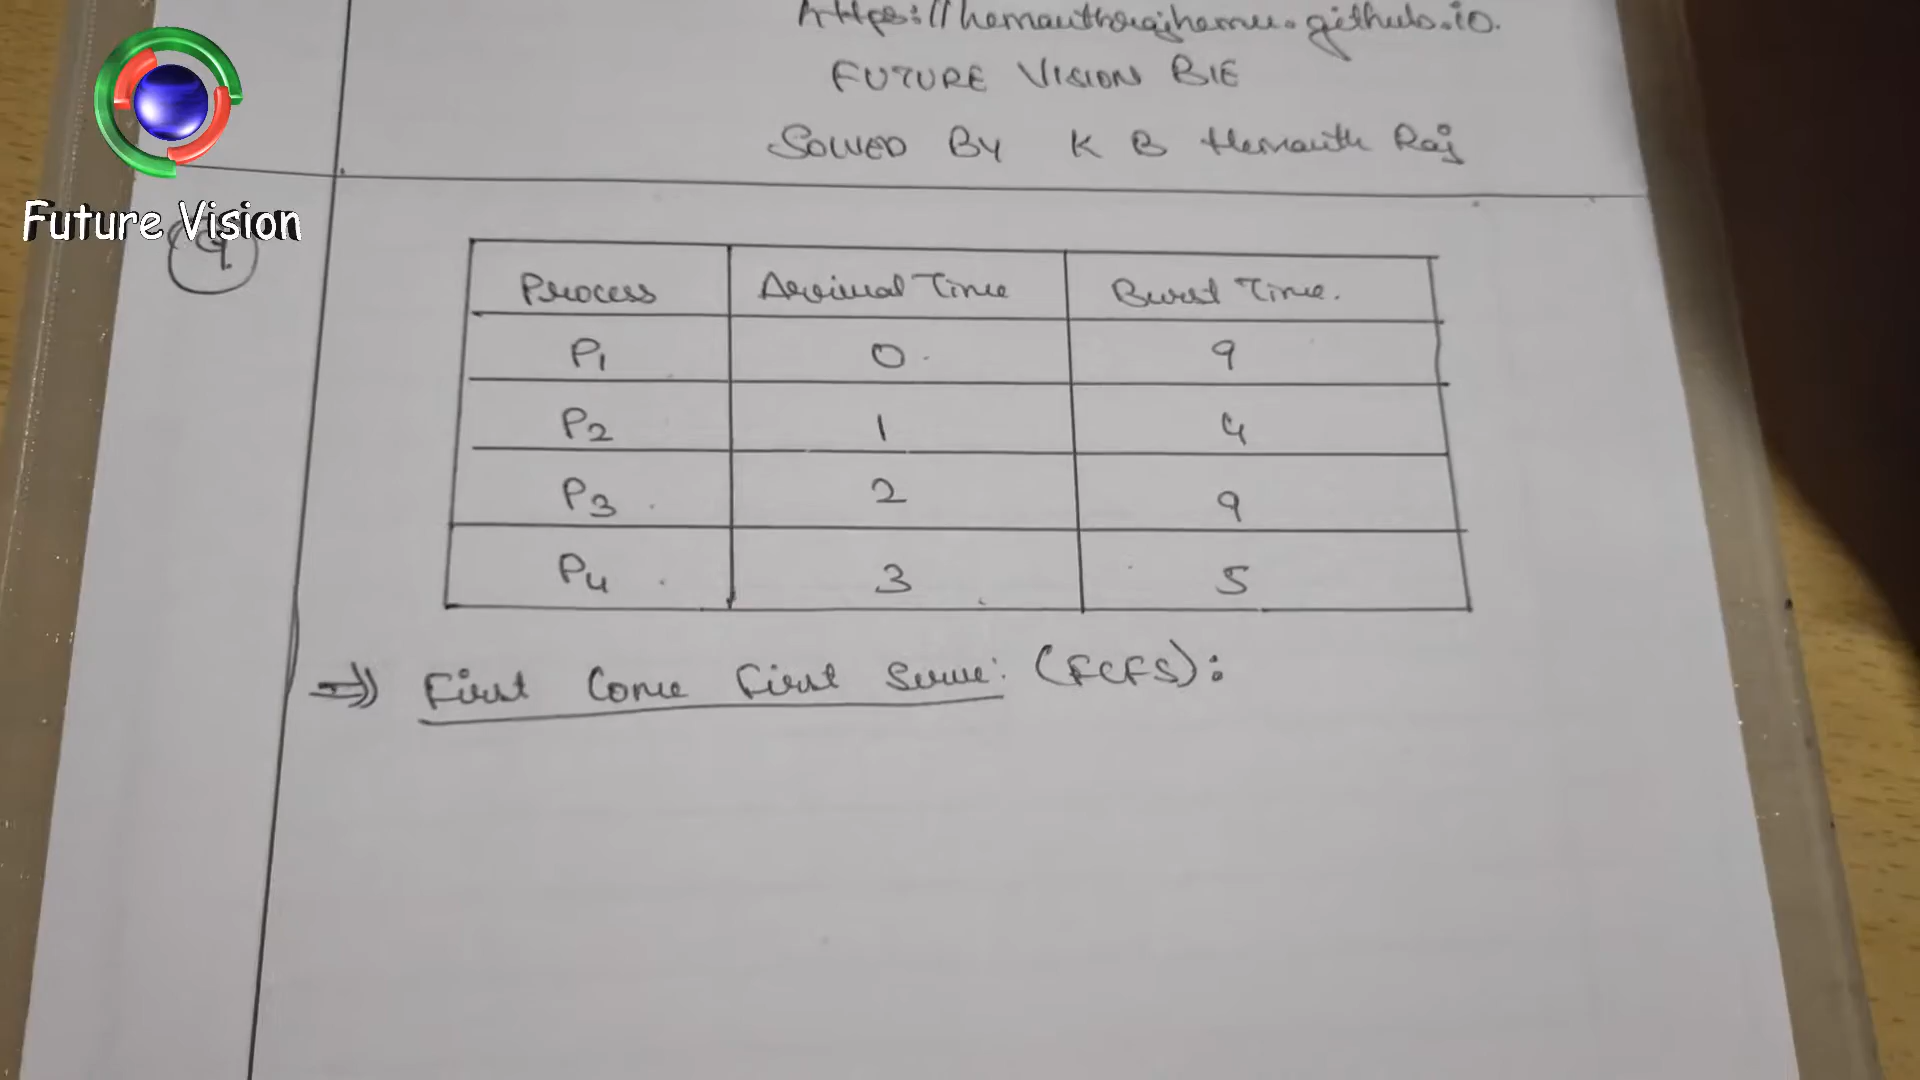 https://hemanthrajhemu.github.io.
FUTURE VISION BIE
SOLVED By K B Hemanth Raj
Future Vision
4
Process Arrival Time Burst Time.
P1 0 9
P2 1 4
P3 2 9
P4 3 5
⇒ First Come First Serve: (FCFS):